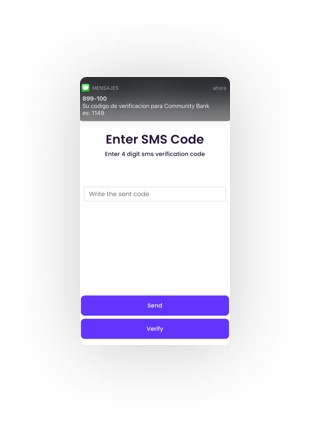 MENSAJES
ahora
899-100
Su codigo de verificacion para Community Bank
es: 1149
Enter SMS Code
Enter 4 digit sms verification code
Write the sent code
Send
Verify